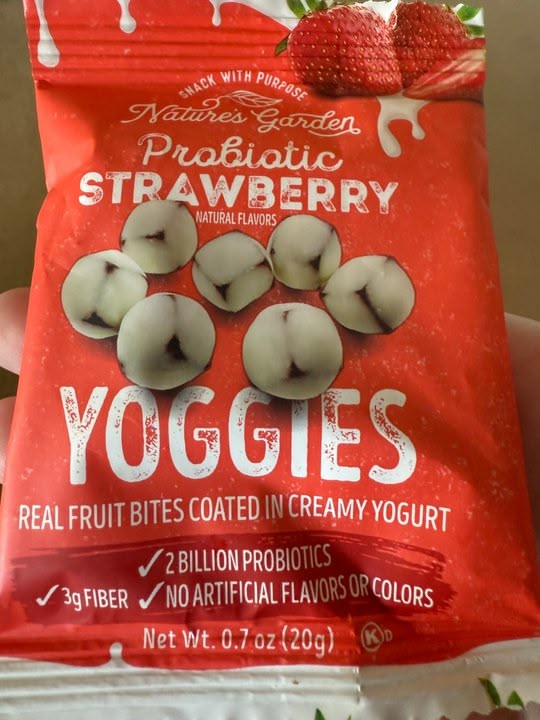 SNACK WITH PURPOSE
Nature's Garden
Probiotic
STRAWBERRY
NATURAL FLAVORS
YOGGIES
REAL FRUIT BITES COATED IN CREAMY YOGURT
✓ 2 BILLION PROBIOTICS
✓ 3g FIBER ✓ NO ARTIFICIAL FLAVORS OR COLORS
Net Wt. 0.7 oz (20g) K D